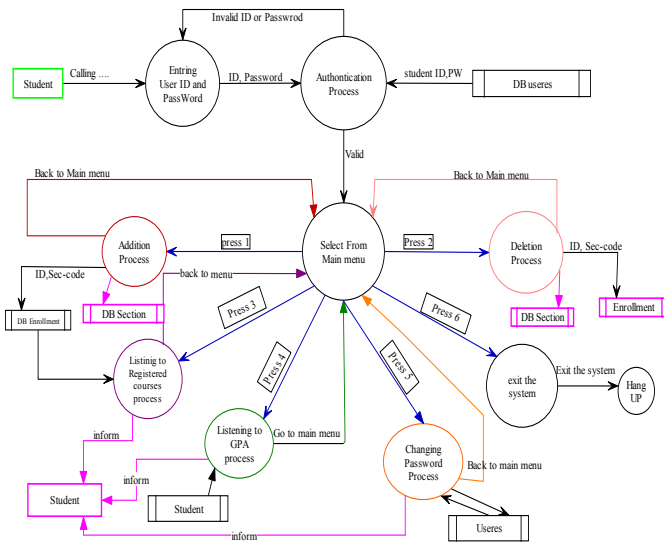 Invalid ID or Passwrod
Student
Calling ....
Entring
User ID and
PassWord
ID, Password
Authontication
Process
student ID,PW
DB useres
Valid
Back to Main menu
Back to Main menu
Addition
Process
press 1
Select From
Main menu
Press 2
Deletion
Process
ID, Sec-code
ID,Sec-code
back to menu
DB Section
DB Enrollment
Press 3
Press 6
DB Section
Enrollment
Listinig to
Registered
courses
process
Press 4
Press 5
exit the
system
Exit the system
Hang
UP
inform
Listening to
GPA
process
Go to main menu
Changing
Password
Process
Back to main menu
inform
Student
Student
Useres
inform